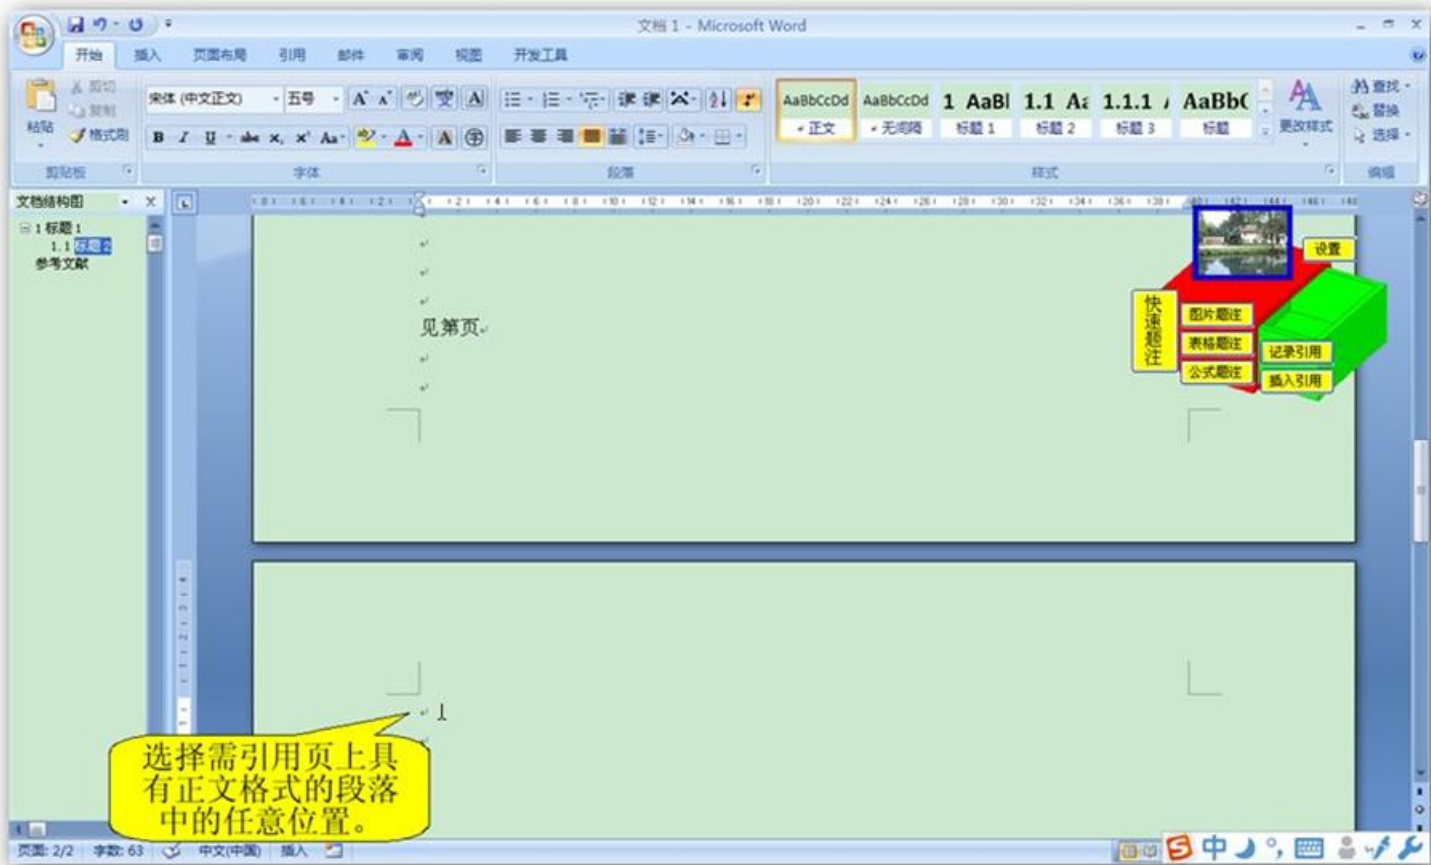 文档 1 - Microsoft Word
开始 插入 页面布局 引用 邮件 审阅 视图 开发工具
剪切
复制
粘贴 格式刷
宋体 (中文正文) 五号
AaBbCcDd AaBbCcDd 1 AaBl 1.1 Aa 1.1.1 AaBb(
正文 无间隔 标题 1 标题 2 标题 3 标题
更改样式
查找
替换
选择
剪贴板 字体 段落 样式 编辑
文档结构图
1 标题 1
1.1 标题 2
参考文献
设置
快速题注
图片题注
表格题注
公式题注
记录引用
插入引用
见第页
选择需引用页上具
有正文格式的段落
中的任意位置。
页面: 2/2 字数: 63 中文(中国) 插入
中